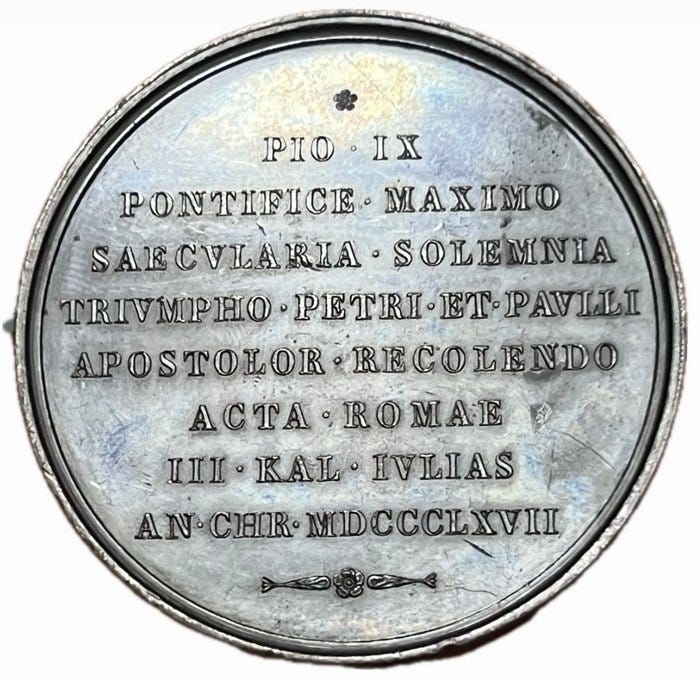 PIO · IX
PONTIFICE · MAXIMO
SAECVLARIA · SOLEMNIA
TRIVMPHO · PETRI · ET · PAVLLI
APOSTOLOR · RECOLENDO
ACTA · ROMAE
III · KAL · IVLIAS
AN · CHR · MDCCCLXVII